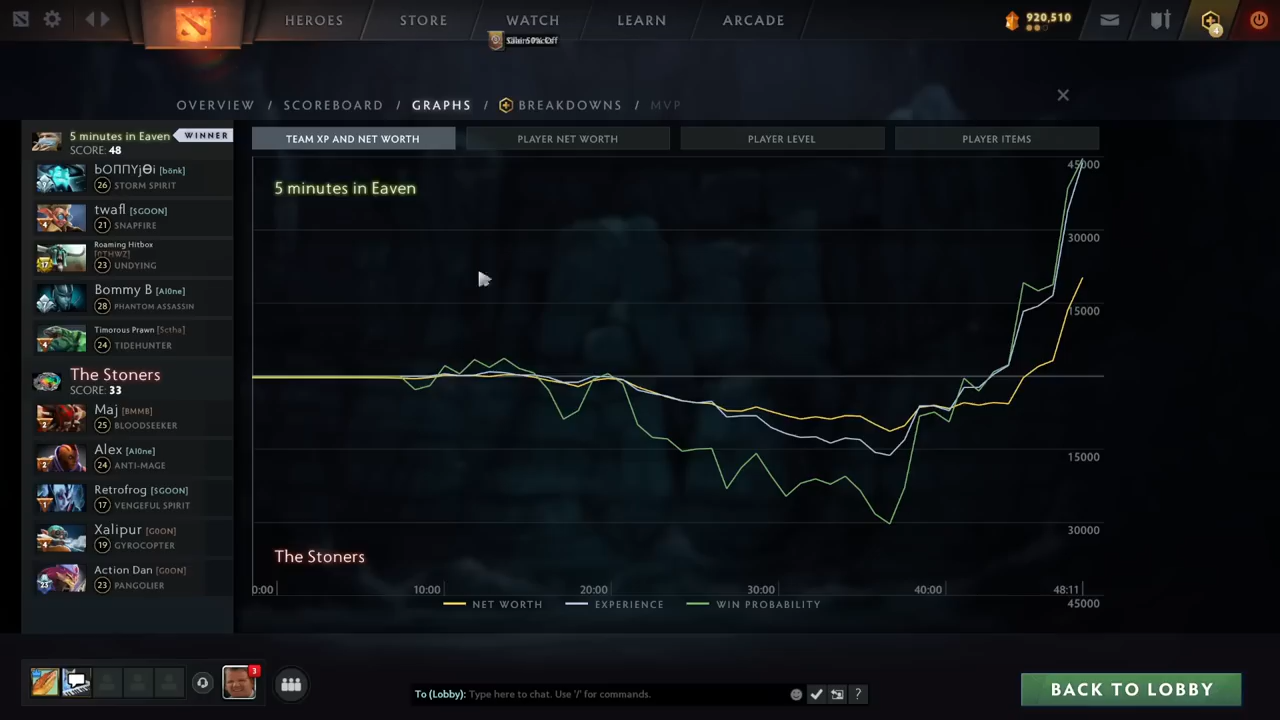 HEROES
STORE
WATCH
LEARN
ARCADE
920,510
4
OVERVIEW / SCOREBOARD / GRAPHS / BREAKDOWNS / MVP
5 minutes in Eaven
WINNER
SCORE: 48
TEAM XP AND NET WORTH
PLAYER NET WORTH
PLAYER LEVEL
PLAYER ITEMS
5 minutes in Eaven
The Stoners
45000
30000
15000
15000
30000
45000
0:00
10:00
20:00
30:00
40:00
48:11
NET WORTH
EXPERIENCE
WIN PROBABILITY
[bōnk]
26 STORM SPIRIT
twafl [SGOON]
21 SNAPFIRE
Roaming Hitbox
23 UNDYING
Bommy B [Al0ne]
28 PHANTOM ASSASSIN
Timorous Prawn [Sctha]
24 TIDEHUNTER
The Stoners
SCORE: 33
Maj [BMMB]
25 BLOODSEEKER
Alex [Al0ne]
24 ANTI-MAGE
Retrofrog [SGOON]
17 VENGEFUL SPIRIT
Xalipur [GOON]
19 GYROCOPTER
Action Dan [GOON]
23 PANGOLIER
3
To (Lobby): Type here to chat. Use '/' for commands.
?
BACK TO LOBBY